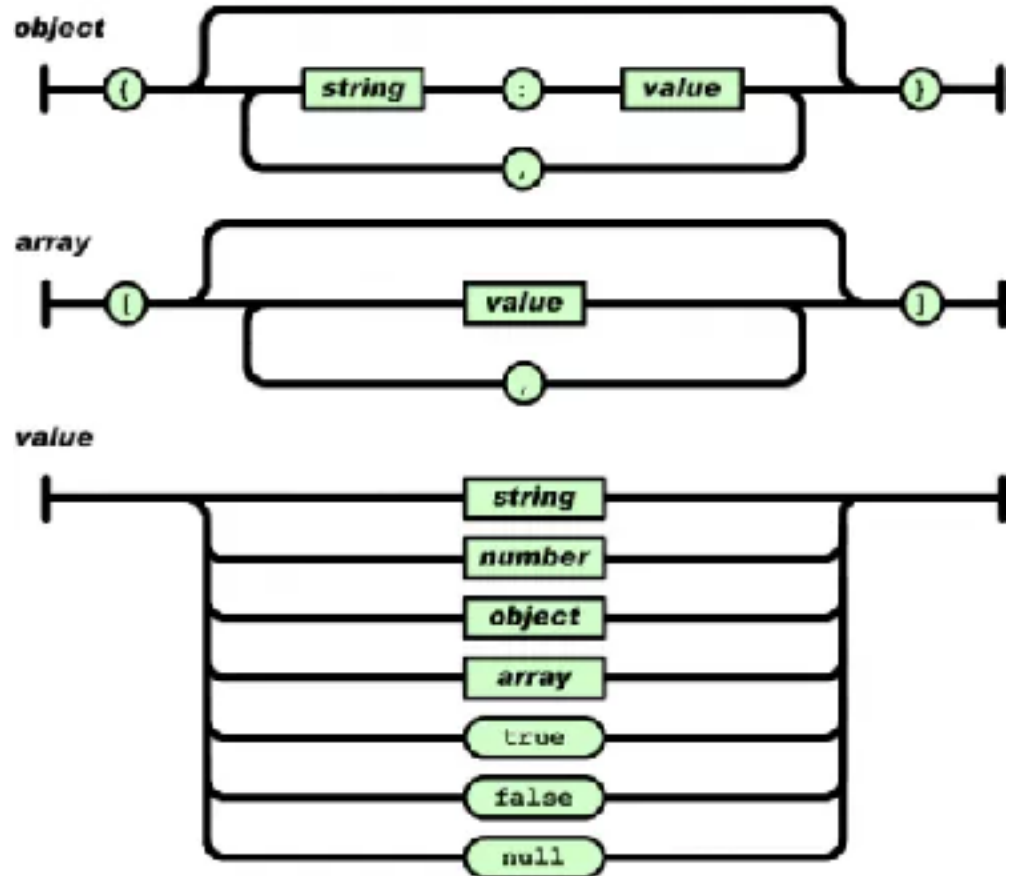 object
{ string : value }
,
array
[ value ]
,
value
string
number
object
array
true
false
null